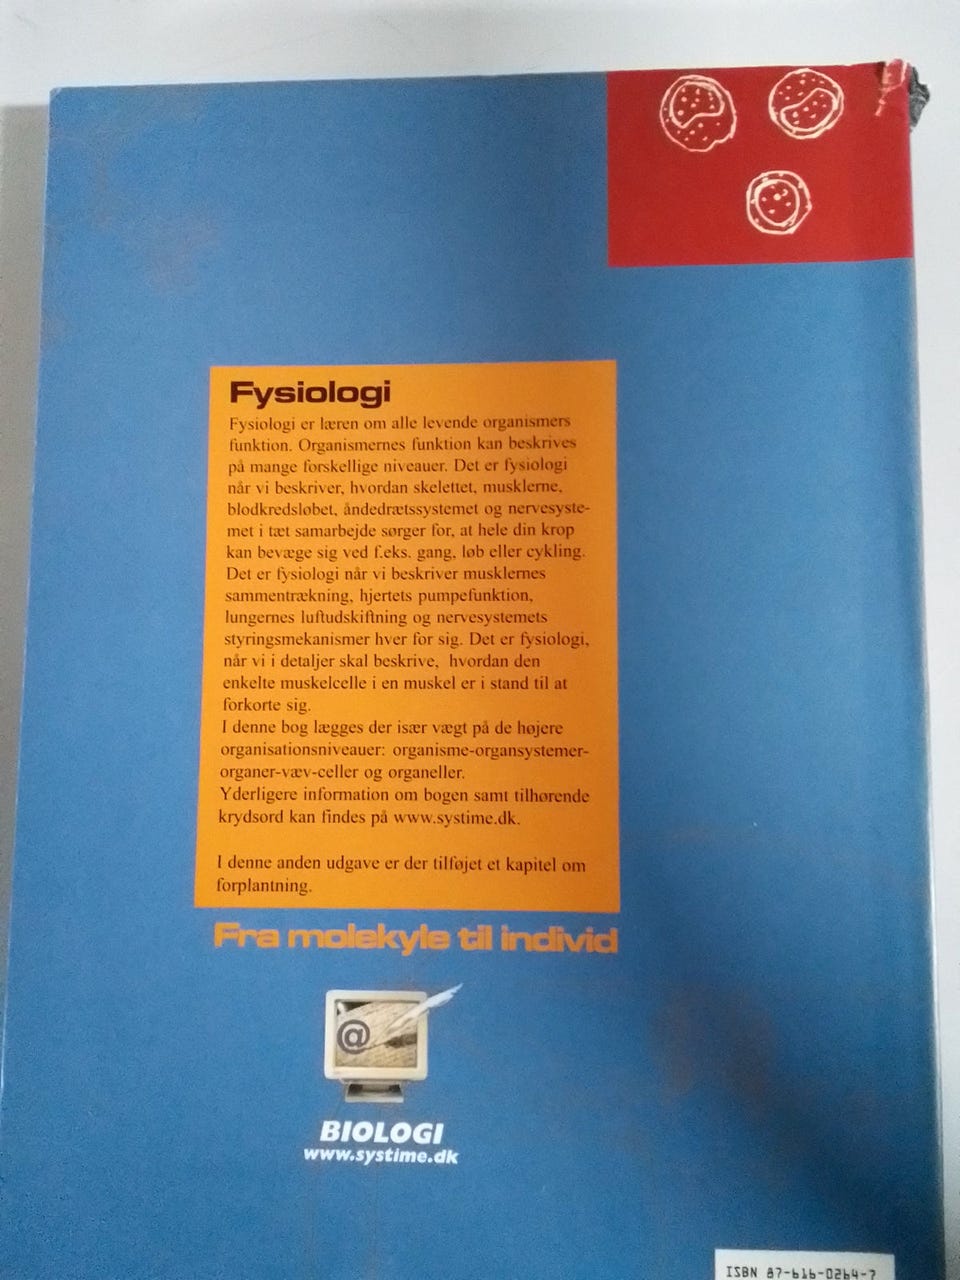 Fysiologi
Fysiologi er læren om alle levende organismers
funktion. Organismernes funktion kan beskrives
på mange forskellige niveauer. Det er fysiologi
når vi beskriver, hvordan skelettet, musklerne,
blodkredsløbet, åndedrætssystemet og nervesyste-
met i tæt samarbejde sørger for, at hele din krop
kan bevæge sig ved f.eks. gang, løb eller cykling.
Det er fysiologi når vi beskriver musklernes
sammentrækning, hjertets pumpefunktion,
lungernes luftudskiftning og nervesystemets
styringsmekanismer hver for sig. Det er fysiologi,
når vi i detaljer skal beskrive, hvordan den
enkelte muskelcelle i en muskel er i stand til at
forkorte sig.
I denne bog lægges der især vægt på de højere
organisationsniveauer: organisme-organsystemer-
organer-væv-celler og organeller.
Yderligere information om bogen samt tilhørende
krydsord kan findes på www.systime.dk.
I denne anden udgave er der tilføjet et kapitel om
forplantning.
Fra molekyle til individ
@
BIOLOGI
www.systime.dk
ISBN 87-616-0264-7